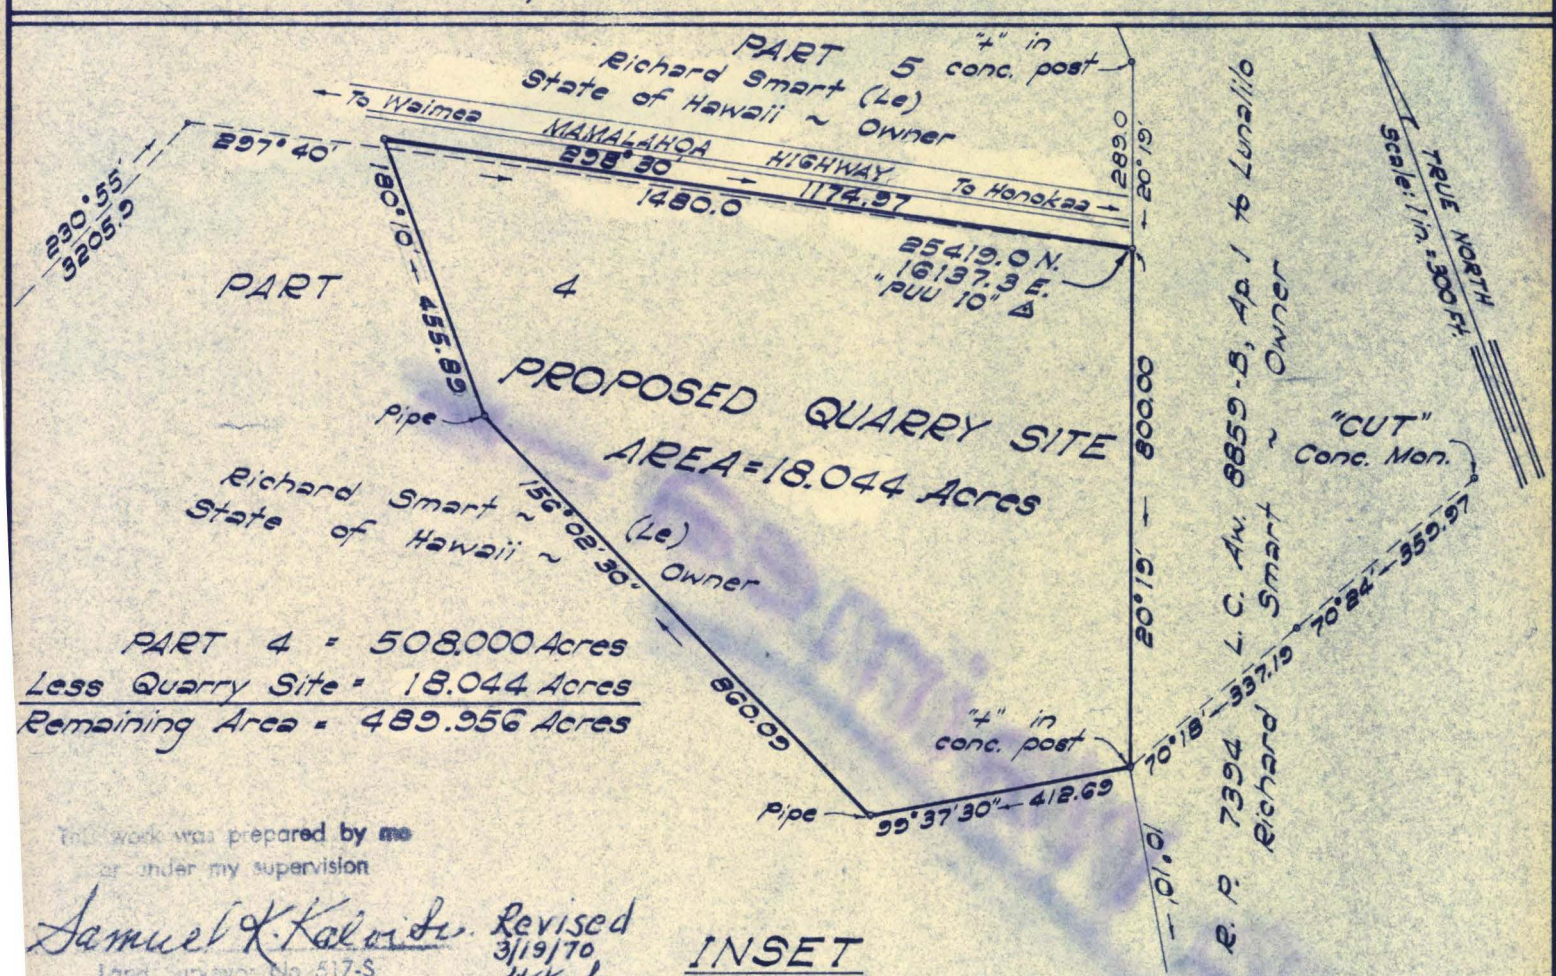 PART 5
Richard Smart (Le)
State of Hawaii ~ Owner
"+" in
conc. post
← To Waimea
MAMALAHOA HIGHWAY
To Honokaa →
297°40'
298°30' → 1174.97
→ 1480.0
289.0
← 20°19'
230°55'
3205.9
180°10' ← 455.89
25419.0 N.
16137.3 E.
"PUU 10" △
TRUE NORTH
Scale: 1 in. = 300 Ft.
PART 4
PROPOSED QUARRY SITE
AREA = 18.044 Acres
Pipe
20°19' ← 800.00
"CUT"
Conc. Mon.
Richard Smart ~ (Le)
State of Hawaii ~ Owner
156°02'30"
860.09
R. P. 7394 L. C. Aw. 8859-B, Ap. 1 to Lunalilo
Richard Smart ~ Owner
70°24' ← 359.97
70°18' ← 337.19
PART 4 = 508.000 Acres
Less Quarry Site = 18.044 Acres
Remaining Area = 489.956 Acres
"+" in
conc. post
Pipe
99°37'30" ← 412.69
This work was prepared by me
or under my supervision
Samuel K.
Land Surveyor No. 517-S
Revised
3/19/70
INSET